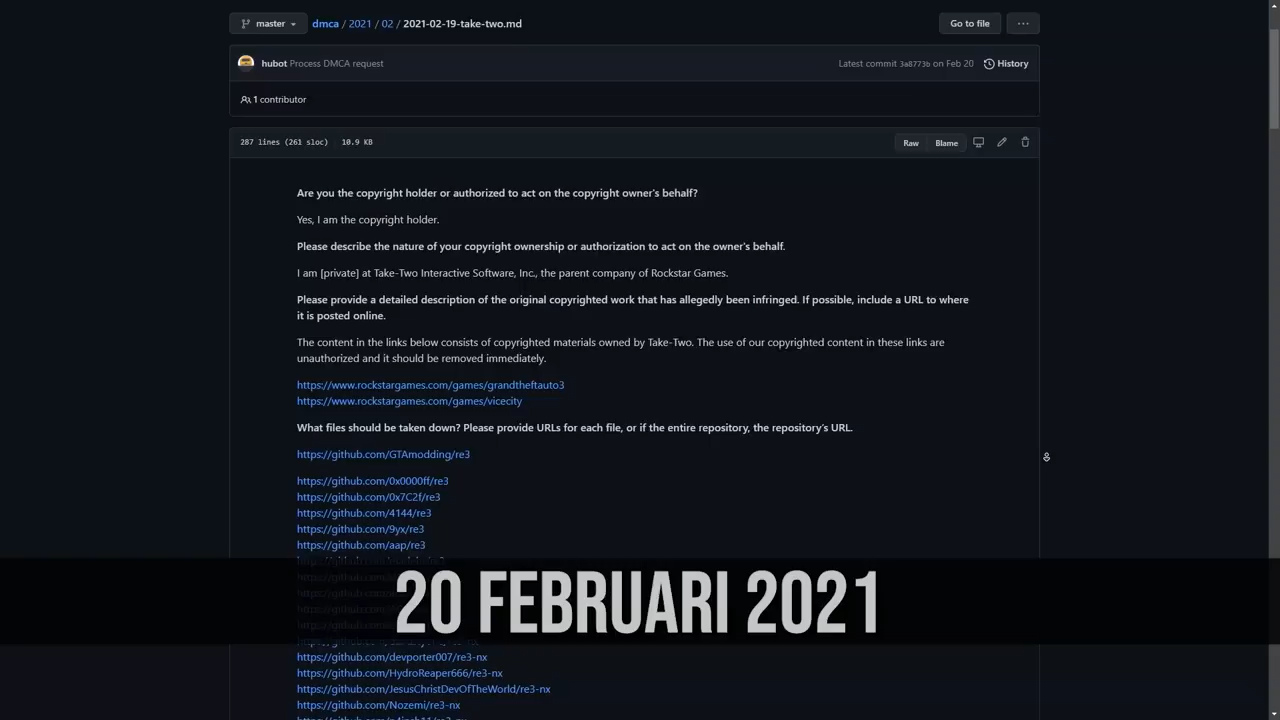 master
dmca / 2021 / 02 / 2021-02-19-take-two.md
Go to file
...
hubot Process DMCA request
Latest commit 3a8773b on Feb 20
History
1 contributor
287 lines (261 sloc) 10.9 KB
Raw
Blame
Are you the copyright holder or authorized to act on the copyright owner's behalf?
Yes, I am the copyright holder.
Please describe the nature of your copyright ownership or authorization to act on the owner's behalf.
I am [private] at Take-Two Interactive Software, Inc., the parent company of Rockstar Games.
Please provide a detailed description of the original copyrighted work that has allegedly been infringed. If possible, include a URL to where
it is posted online.
The content in the links below consists of copyrighted materials owned by Take-Two. The use of our copyrighted content in these links are
unauthorized and it should be removed immediately.
https://www.rockstargames.com/games/grandtheftauto3
https://www.rockstargames.com/games/vicecity
What files should be taken down? Please provide URLs for each file, or if the entire repository, the repository's URL.
https://github.com/GTAmodding/re3
https://github.com/0x0000ff/re3
https://github.com/0x7C2f/re3
https://github.com/4144/re3
https://github.com/9yx/re3
https://github.com/aap/re3
20 FEBRUARI 2021
https://github.com/devporter007/re3-nx
https://github.com/HydroReaper666/re3-nx
https://github.com/JesusChristDevOfTheWorld/re3-nx
https://github.com/Nozemi/re3-nx